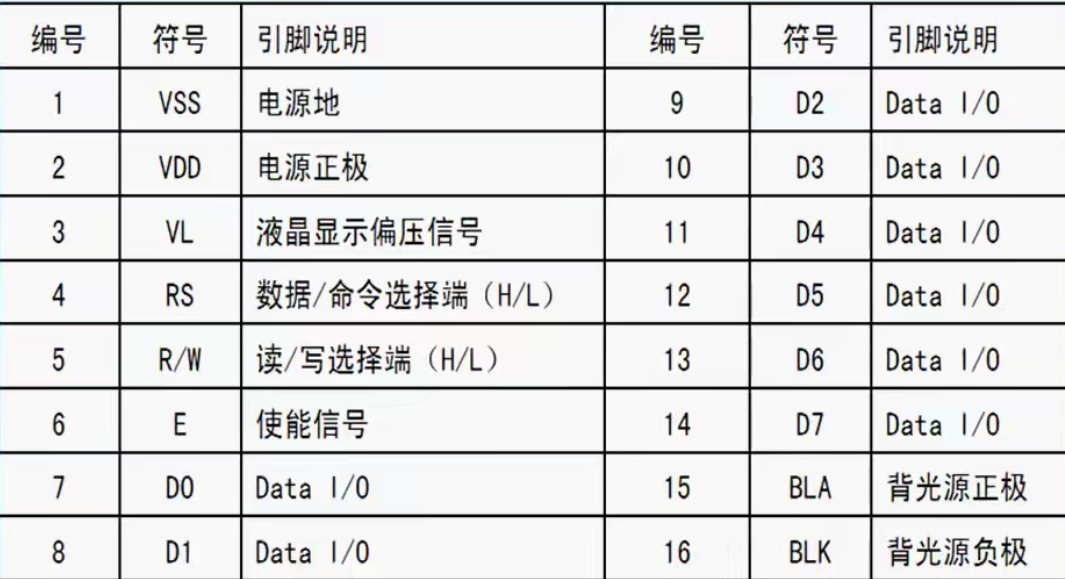 编号 符号 引脚说明 编号 符号 引脚说明
1 VSS 电源地 9 D2 Data I/O
2 VDD 电源正极 10 D3 Data I/O
3 VL 液晶显示偏压信号 11 D4 Data I/O
4 RS 数据/命令选择端（H/L） 12 D5 Data I/O
5 R/W 读/写选择端（H/L） 13 D6 Data I/O
6 E 使能信号 14 D7 Data I/O
7 D0 Data I/O 15 BLA 背光源正极
8 D1 Data I/O 16 BLK 背光源负极